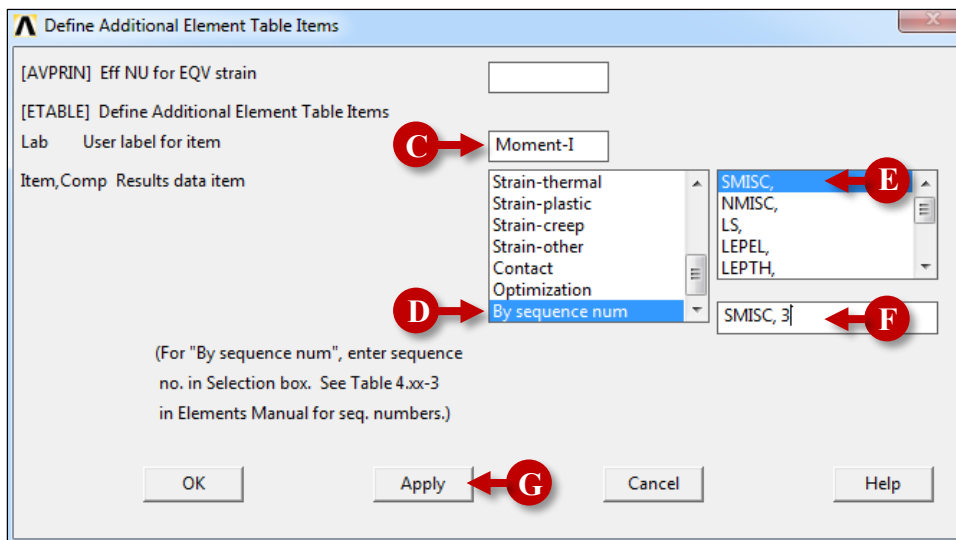 Define Additional Element Table Items
[AVPRIN] Eff NU for EQV strain
[ETABLE] Define Additional Element Table Items
Lab User label for item
C
Moment-I
Item,Comp Results data item
Strain-thermal
Strain-plastic
Strain-creep
Strain-other
Contact
Optimization
By sequence num
D
SMISC,
NMISC,
LS,
LEPEL,
LEPTH,
E
SMISC, 3
F
(For "By sequence num", enter sequence
no. in Selection box. See Table 4.xx-3
in Elements Manual for seq. numbers.)
OK
Apply
G
Cancel
Help